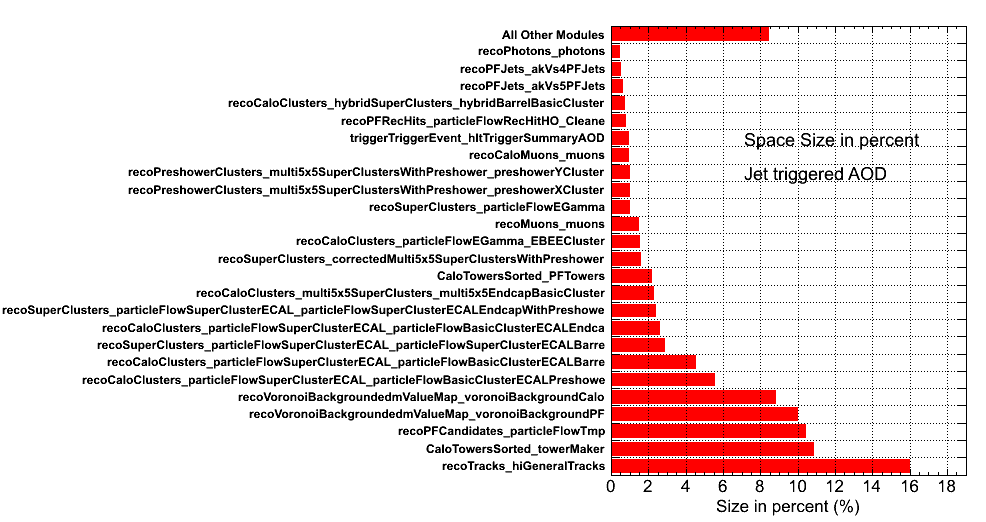 All Other Modules
recoPhotons_photons
recoPFJets_akVs4PFJets
recoPFJets_akVs5PFJets
recoCaloClusters_hybridSuperClusters_hybridBarrelBasicCluster
recoPFRecHits_particleFlowRecHitHO_Cleane
triggerTriggerEvent_hltTriggerSummaryAOD
Space Size in percent
recoCaloMuons_muons
recoPreshowerClusters_multi5x5SuperClustersWithPreshower_preshowerYCluster
Jet triggered AOD
recoPreshowerClusters_multi5x5SuperClustersWithPreshower_preshowerXCluster
recoSuperClusters_particleFlowEGamma
recoMuons_muons
recoCaloClusters_particleFlowEGamma_EBEECluster
recoSuperClusters_correctedMulti5x5SuperClustersWithPreshower
CaloTowersSorted_PFTowers
recoCaloClusters_multi5x5SuperClusters_multi5x5EndcapBasicCluster
recoSuperClusters_particleFlowSuperClusterECAL_particleFlowSuperClusterECALEndcapWithPreshowe
recoCaloClusters_particleFlowSuperClusterECAL_particleFlowBasicClusterECALEndca
recoSuperClusters_particleFlowSuperClusterECAL_particleFlowSuperClusterECALBarre
recoCaloClusters_particleFlowSuperClusterECAL_particleFlowBasicClusterECALBarre
recoCaloClusters_particleFlowSuperClusterECAL_particleFlowBasicClusterECALPreshowe
recoVoronoiBackgroundedmValueMap_voronoiBackgroundCalo
recoVoronoiBackgroundedmValueMap_voronoiBackgroundPF
recoPFCandidates_particleFlowTmp
CaloTowersSorted_towerMaker
recoTracks_hiGeneralTracks
0 2 4 6 8 10 12 14 16 18
Size in percent (%)